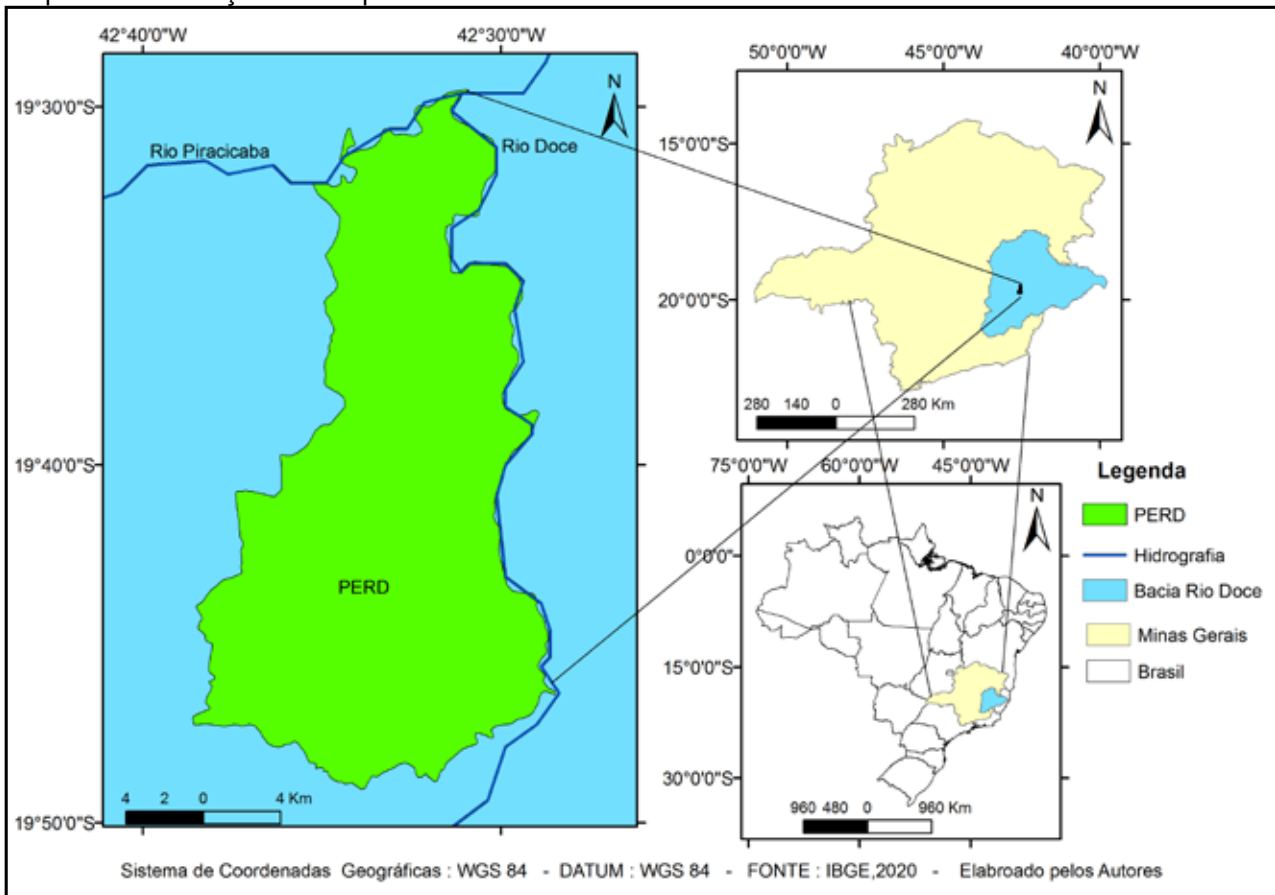 42°40'0"W
42°30'0"W
19°30'0"S
19°40'0"S
19°50'0"S
N
Rio Piracicaba
Rio Doce
PERD
4 2 0 4 Km
50°0'0"W
45°0'0"W
40°0'0"W
15°0'0"S
20°0'0"S
N
280 140 0 280 Km
75°0'0"W
60°0'0"W
45°0'0"W
0°0'0"
15°0'0"S
30°0'0"S
N
960 480 0 960 Km
Legenda
PERD
Hidrografia
Bacia Rio Doce
Minas Gerais
Brasil
Sistema de Coordenadas Geográficas : WGS 84 - DATUM : WGS 84 - FONTE : IBGE,2020 - Elaborado pelos Autores